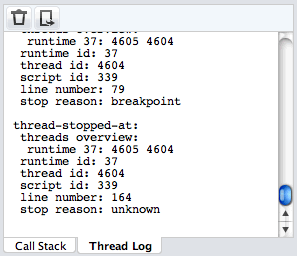 threads overview:
runtime 37: 4605 4604
runtime id: 37
thread id: 4604
script id: 339
line number: 79
stop reason: breakpoint
thread-stopped-at:
threads overview:
runtime 37: 4605 4604
runtime id: 37
thread id: 4604
script id: 339
line number: 164
stop reason: unknown
Call Stack
Thread Log